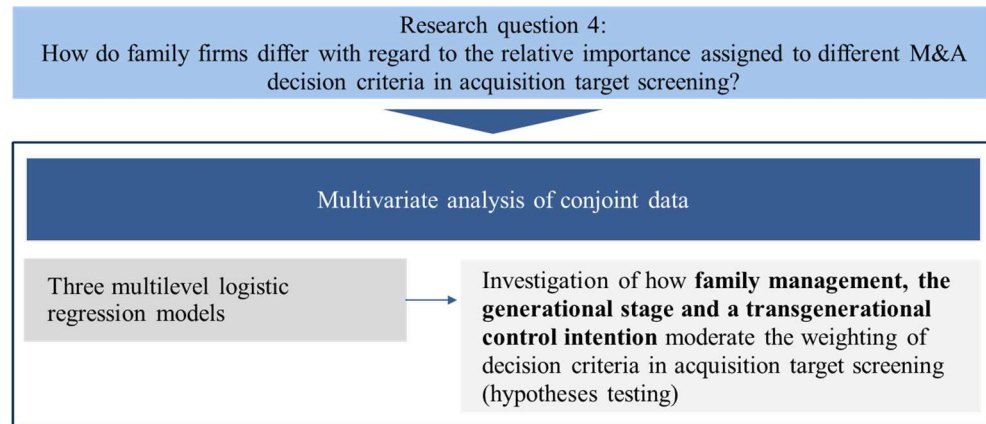 Research question 4:
How do family firms differ with regard to the relative importance assigned to different M&A
decision criteria in acquisition target screening?
Multivariate analysis of conjoint data
Three multilevel logistic
regression models
Investigation of how family management, the
generational stage and a transgenerational
control intention moderate the weighting of
decision criteria in acquisition target screening
(hypotheses testing)